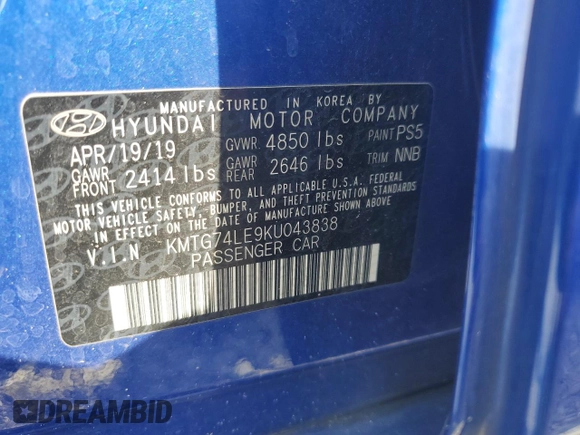 MANUFACTURED IN KOREA BY
HYUNDAI MOTOR COMPANY
APR/19/19 GVWR 4850 lbs PAINT PS5
GAWR FRONT 2414 lbs GAWR REAR 2646 lbs TRIM NNB
THIS VEHICLE CONFORMS TO ALL APPLICABLE U.S.A. FEDERAL
MOTOR VEHICLE SAFETY, BUMPER, AND THEFT PREVENTION STANDARDS
IN EFFECT ON THE DATE OF MANUFACTURE SHOWN ABOVE.
V.I.N KMTG74LE9KU043838
PASSENGER CAR
DREAMBID